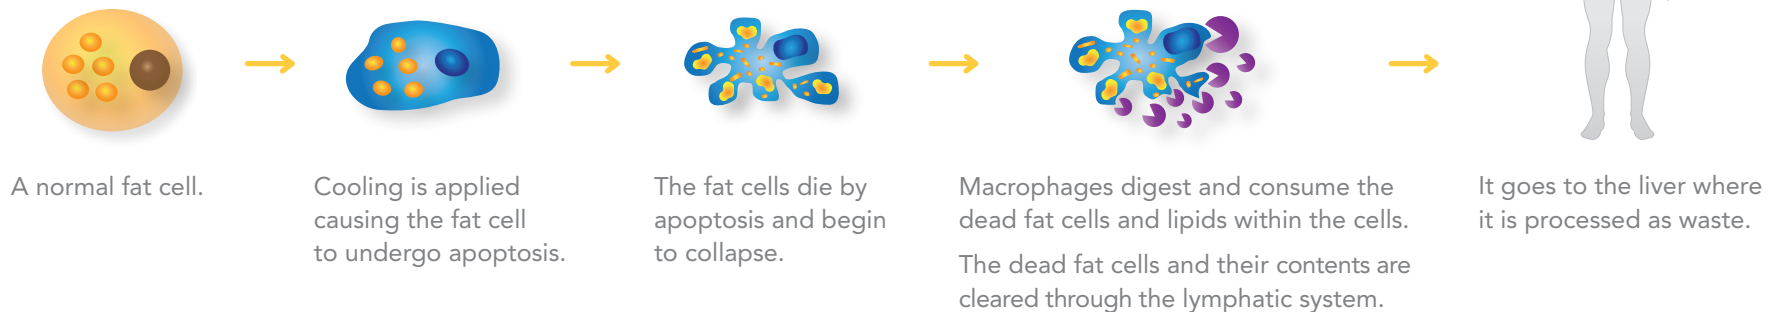 A normal fat cell.
Cooling is applied
causing the fat cell
to undergo apoptosis.
The fat cells die by
apoptosis and begin
to collapse.
Macrophages digest and consume the
dead fat cells and lipids within the cells.
The dead fat cells and their contents are
cleared through the lymphatic system.
It goes to the liver where
it is processed as waste.